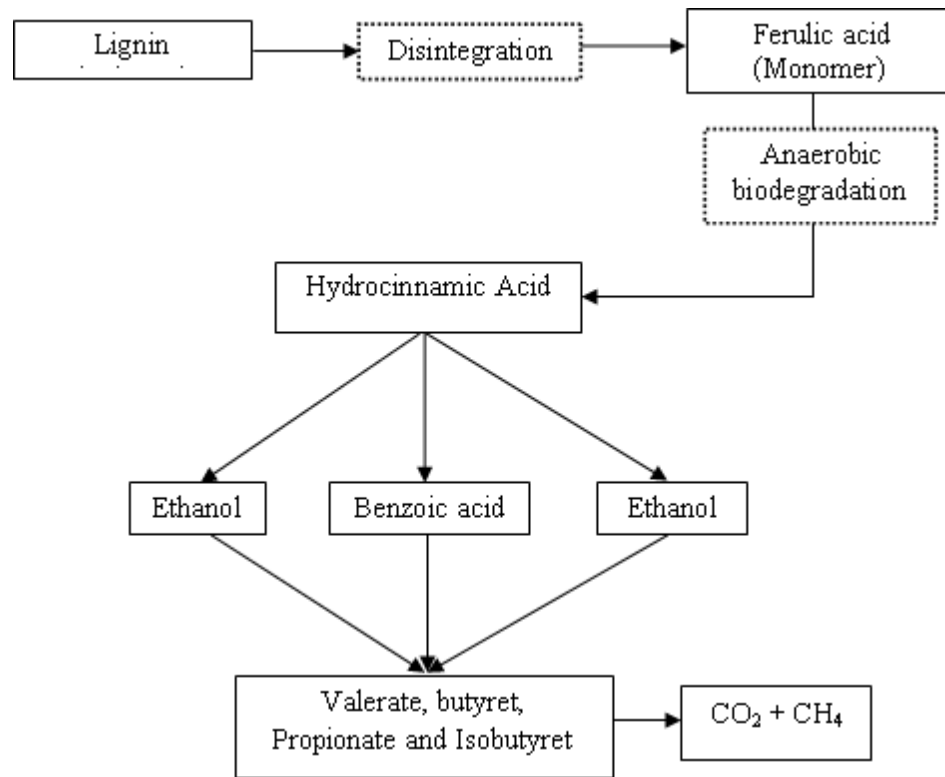 Lignin
Disintegration
Ferulic acid
(Monomer)
Anaerobic
biodegradation
Hydrocinnamic Acid
Ethanol
Benzoic acid
Ethanol
Valerate, butyret,
Propionate and Isobutyret
CO₂ + CH₄